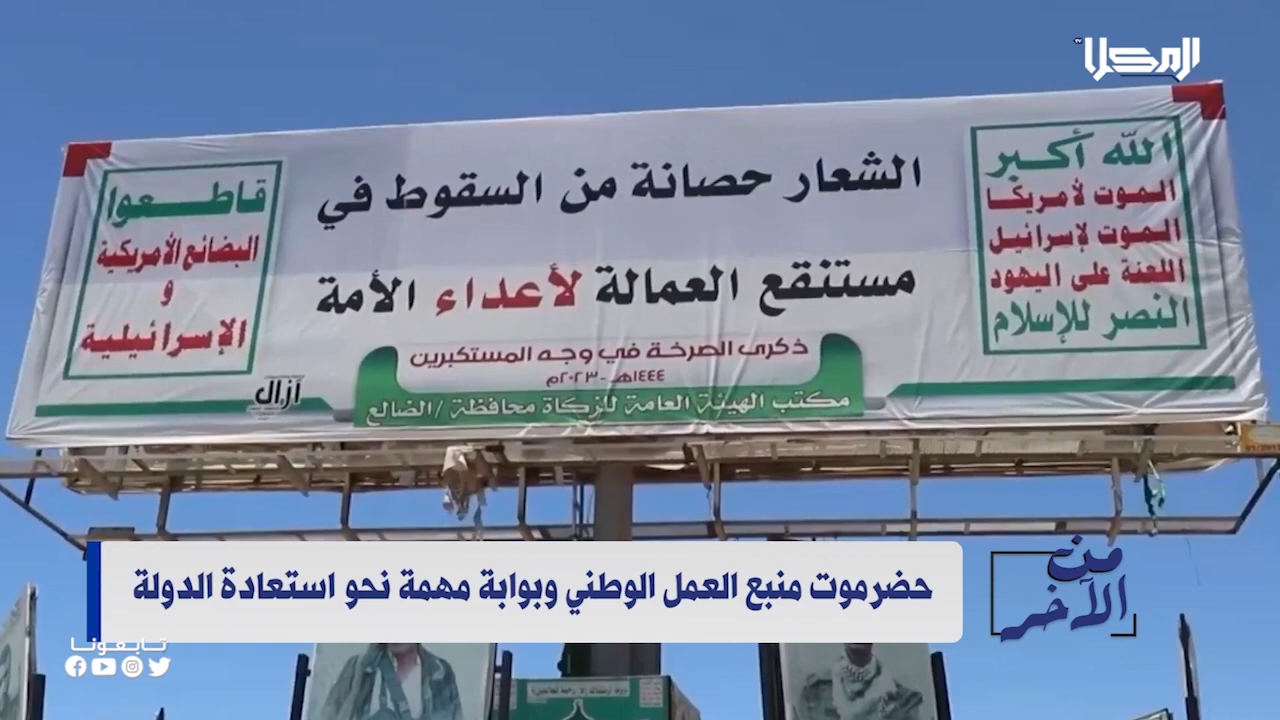 المكلا
TV
الله أكبر
الموت لأمريكا
الموت لإسرائيل
اللعنة على اليهود
النصر للإسلام
الشعار حصانة من السقوط في
مستنقع العمالة لأعداء الأمة
ذكرى الصرخة في وجه المستكبرين
١٤٤٤هـ - ٢٠٢٣م
مكتب الهيئة العامة للزكاة محافظة / الضالع
قاطعوا
البضائع الأمريكية
و
الإسرائيلية
آزال
من الآخر
حضرموت منبع العمل الوطني وبوابة مهمة نحو استعادة الدولة
تابعونا